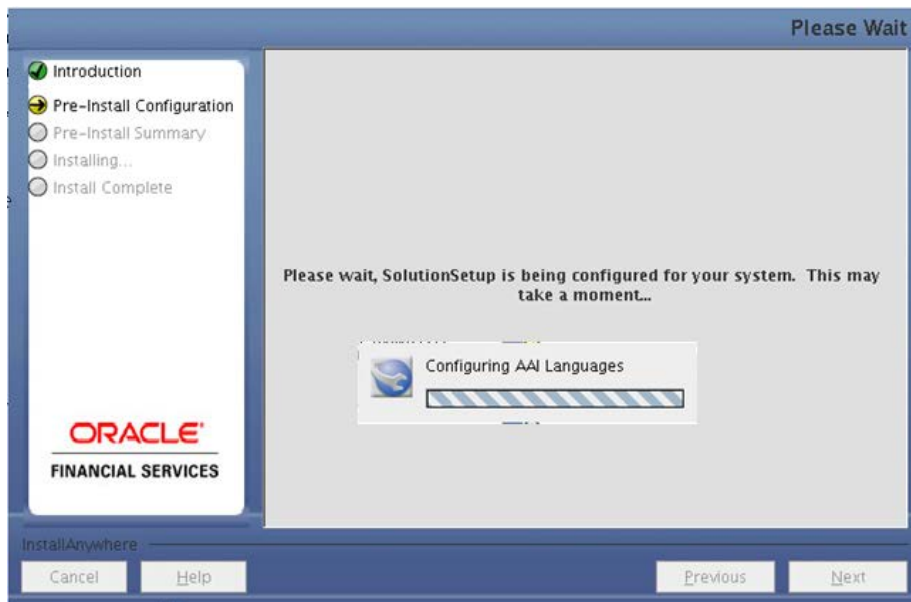 Please Wait
Introduction
Pre-Install Configuration
Pre-Install Summary
Installing...
Install Complete
Please wait, SolutionSetup is being configured for your system. This may
take a moment...
Configuring AAI Languages
ORACLE
FINANCIAL SERVICES
InstallAnywhere
Cancel
Help
Previous
Next